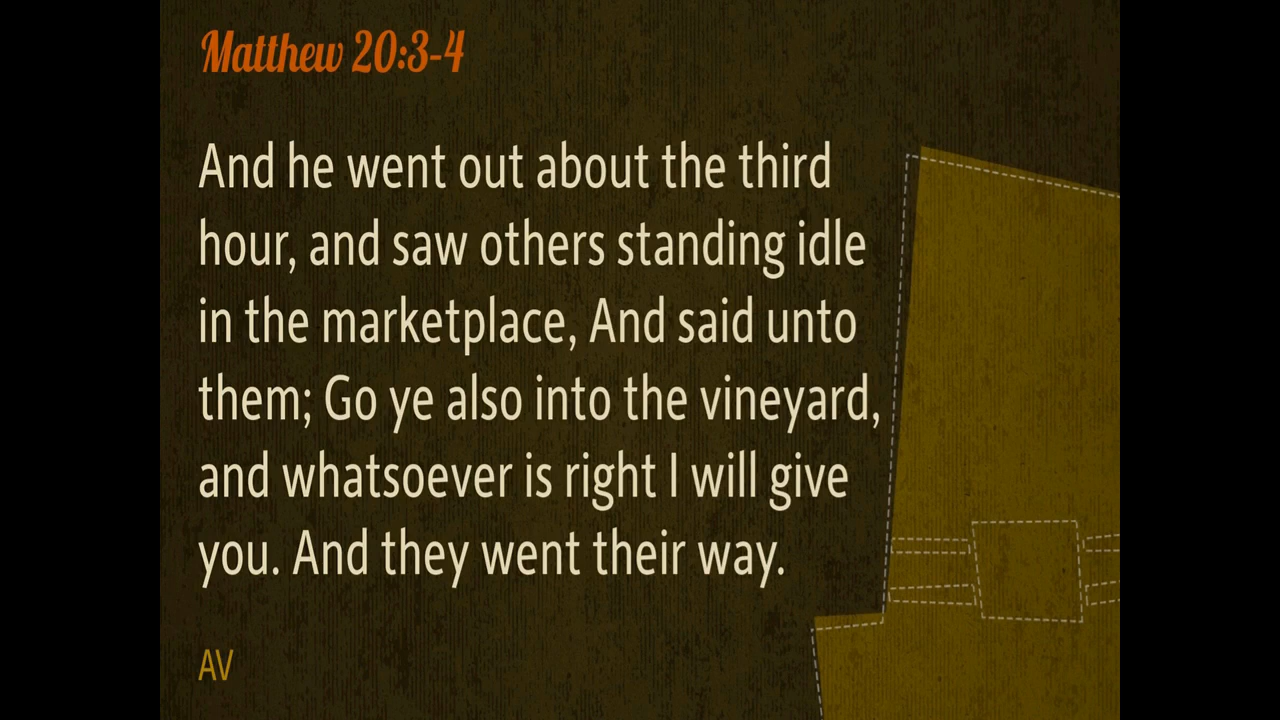 Matthew 20:3-4
And he went out about the third
hour, and saw others standing idle
in the marketplace, And said unto
them; Go ye also into the vineyard,
and whatsoever is right I will give
you. And they went their way.
AV